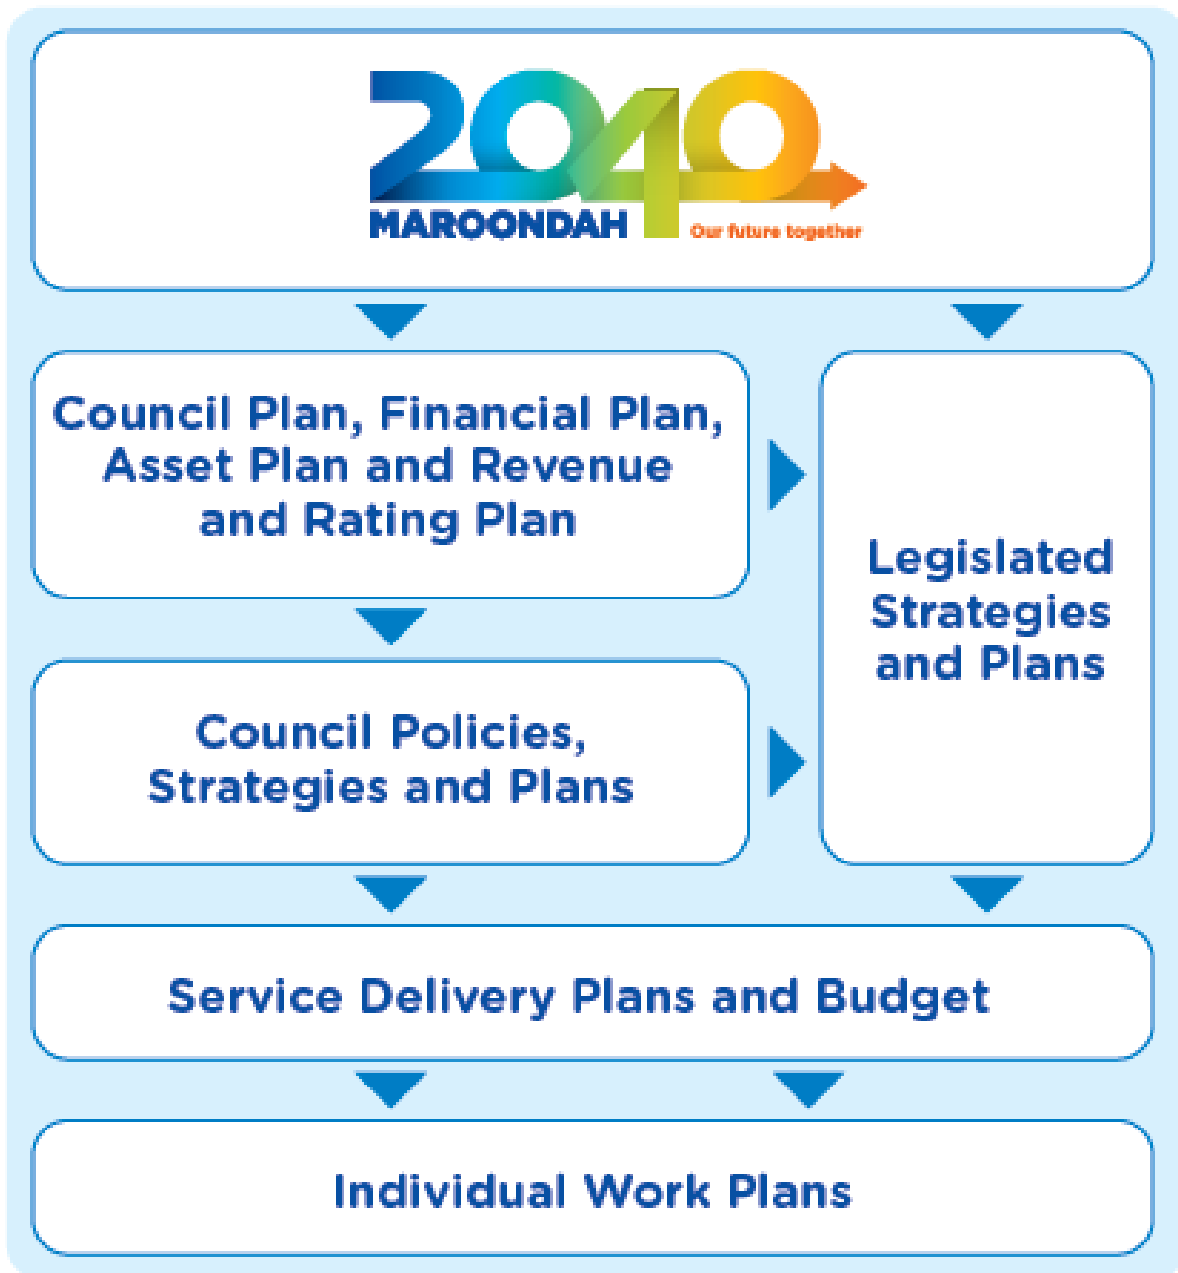 2040
MAROONDAH
Our future together
Council Plan, Financial Plan,
Asset Plan and Revenue
and Rating Plan
Legislated
Strategies
and Plans
Council Policies,
Strategies and Plans
Service Delivery Plans and Budget
Individual Work Plans